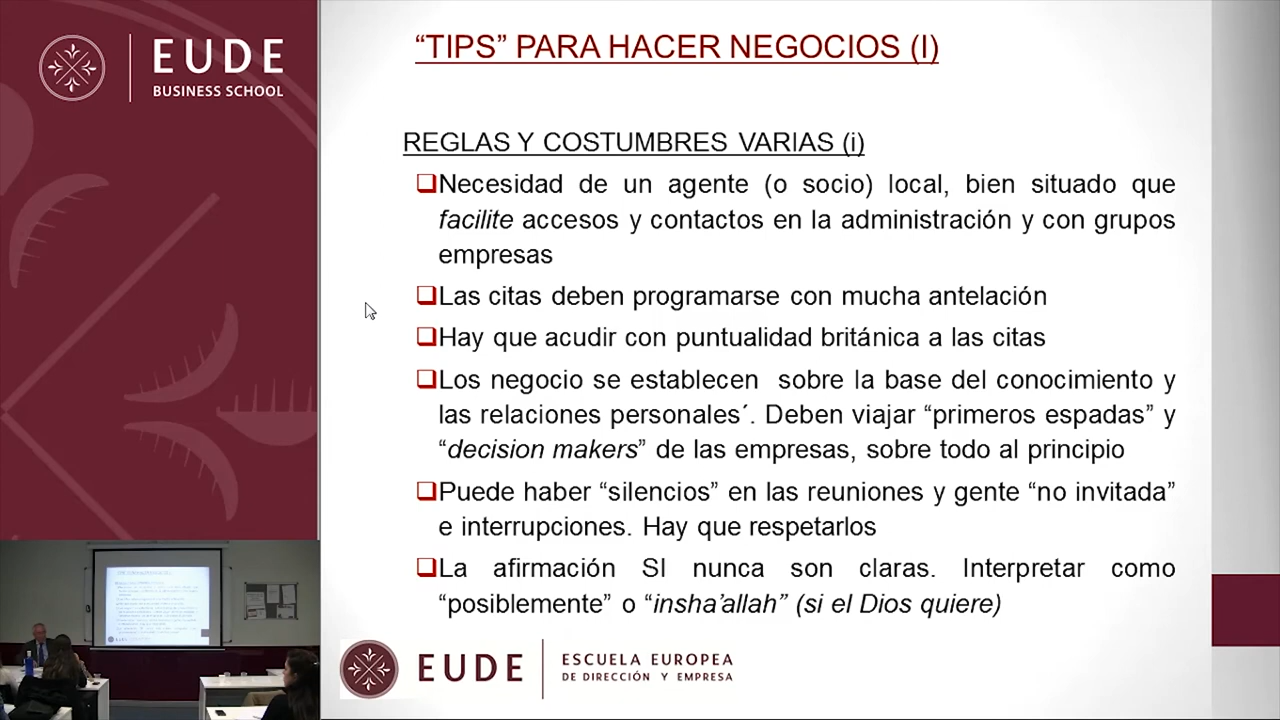 EUDE
BUSINESS SCHOOL
“TIPS” PARA HACER NEGOCIOS (I)
REGLAS Y COSTUMBRES VARIAS (i)
❑Necesidad de un agente (o socio) local, bien situado que
facilite accesos y contactos en la administración y con grupos
empresas
❑Las citas deben programarse con mucha antelación
❑Hay que acudir con puntualidad británica a las citas
❑Los negocio se establecen sobre la base del conocimiento y
las relaciones personales´. Deben viajar “primeros espadas” y
“decision makers” de las empresas, sobre todo al principio
❑Puede haber “silencios” en las reuniones y gente “no invitada”
e interrupciones. Hay que respetarlos
❑La afirmación SI nunca son claras. Interpretar como
“posiblemente” o “insha’allah” (si el Dios quiere)
EUDE
ESCUELA EUROPEA
DE DIRECCIÓN Y EMPRESA